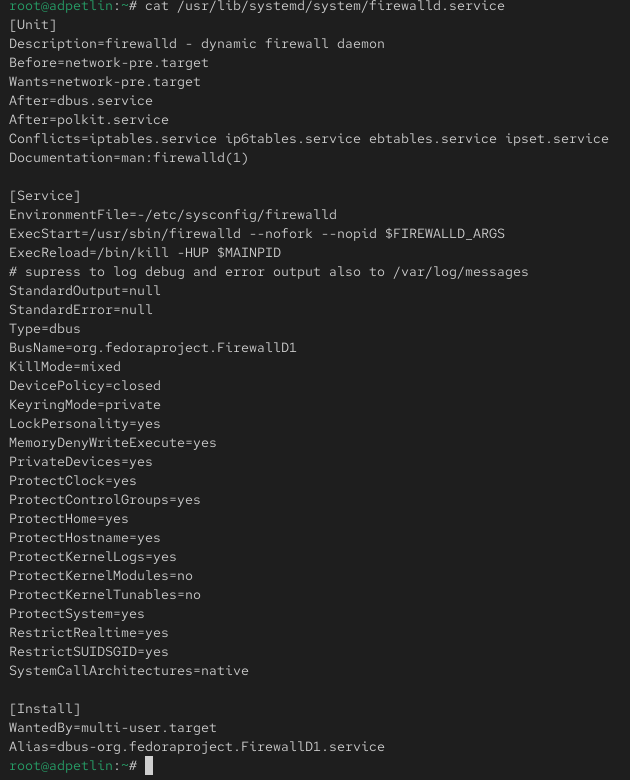 root@adpetlin:~# cat /usr/lib/systemd/system/firewalld.service
[Unit]
Description=firewalld - dynamic firewall daemon
Before=network-pre.target
Wants=network-pre.target
After=dbus.service
After=polkit.service
Conflicts=iptables.service ip6tables.service ebtables.service ipset.service
Documentation=man:firewalld(1)

[Service]
EnvironmentFile=-/etc/sysconfig/firewalld
ExecStart=/usr/sbin/firewalld --nofork --nopid $FIREWALLD_ARGS
ExecReload=/bin/kill -HUP $MAINPID
# supress to log debug and error output also to /var/log/messages
StandardOutput=null
StandardError=null
Type=dbus
BusName=org.fedoraproject.FirewallD1
KillMode=mixed
DevicePolicy=closed
KeyringMode=private
LockPersonality=yes
MemoryDenyWriteExecute=yes
PrivateDevices=yes
ProtectClock=yes
ProtectControlGroups=yes
ProtectHome=yes
ProtectHostname=yes
ProtectKernelLogs=yes
ProtectKernelModules=no
ProtectKernelTunables=no
ProtectSystem=yes
RestrictRealtime=yes
RestrictSUIDSGID=yes
SystemCallArchitectures=native

[Install]
WantedBy=multi-user.target
Alias=dbus-org.fedoraproject.FirewallD1.service
root@adpetlin:~#